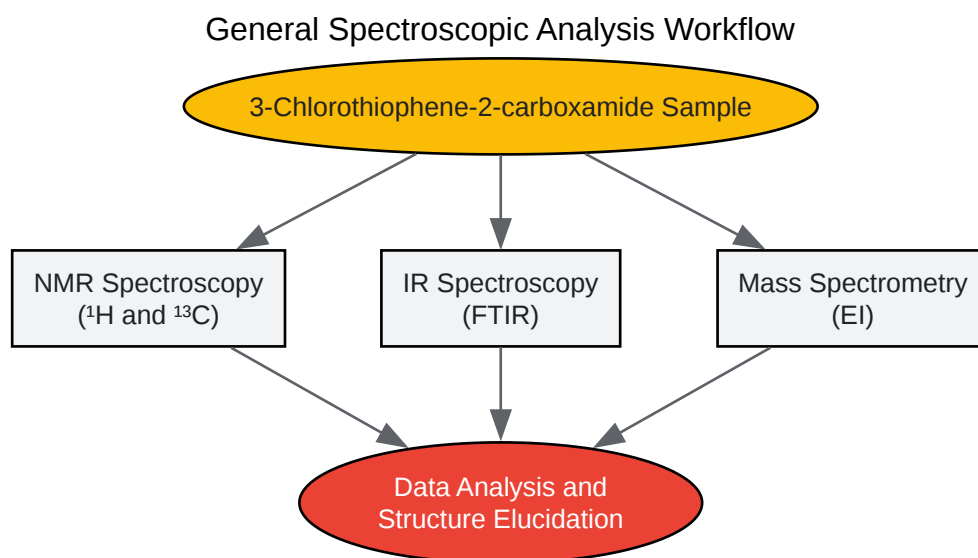 General Spectroscopic Analysis Workflow
3-Chlorothiophene-2-carboxamide Sample
NMR Spectroscopy
(¹H and ¹³C)
IR Spectroscopy
(FTIR)
Mass Spectrometry
(EI)
Data Analysis and
Structure Elucidation